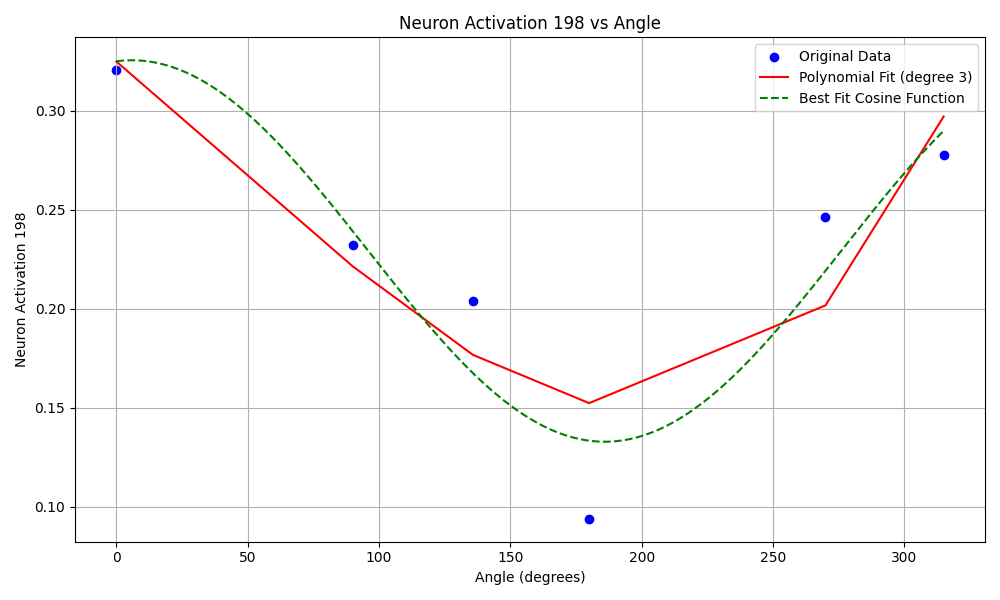 Neuron Activation 198 vs Angle
Original Data
Polynomial Fit (degree 3)
Best Fit Cosine Function
Neuron Activation 198
0.30
0.25
0.20
0.15
0.10
0
50
100
150
200
250
300
Angle (degrees)